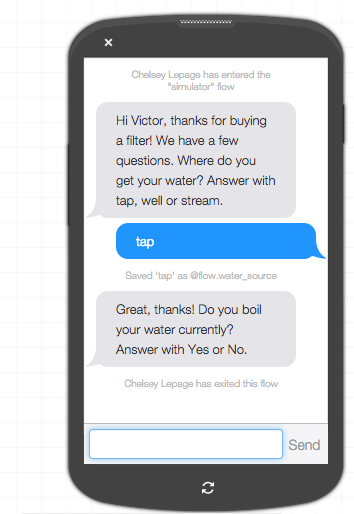 Chelsey Lepage has entered the
"simulator" flow
Hi Victor, thanks for buying
a filter! We have a few
questions. Where do you
get your water? Answer with
tap, well or stream.
tap
Saved 'tap' as @flow.water_source
Great, thanks! Do you boil
your water currently?
Answer with Yes or No.
Chelsey Lepage has exited this flow
Send